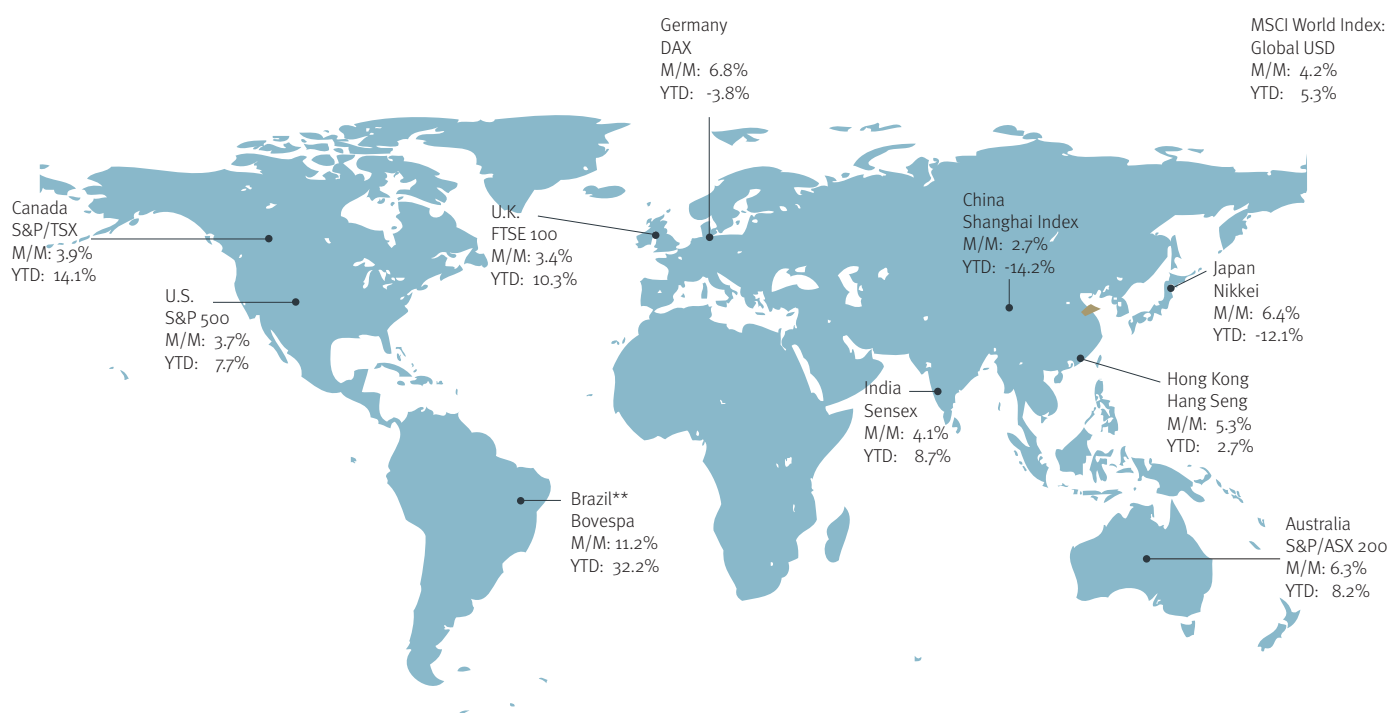 Germany
DAX
M/M: 6.8%
YTD: -3.8%
MSCI World Index:
Global USD
M/M: 4.2%
YTD: 5.3%
Canada
S&P/TSX
M/M: 3.9%
YTD: 14.1%
U.K.
FTSE 100
M/M: 3.4%
YTD: 10.3%
China
Shanghai Index
M/M: 2.7%
YTD: -14.2%
Japan
Nikkei
M/M: 6.4%
YTD: -12.1%
U.S.
S&P 500
M/M: 3.7%
YTD: 7.7%
India
Sensex
M/M: 4.1%
YTD: 8.7%
Hong Kong
Hang Seng
M/M: 5.3%
YTD: 2.7%
Brazil**
Bovespa
M/M: 11.2%
YTD: 32.2%
Australia
S&P/ASX 200
M/M: 6.3%
YTD: 8.2%